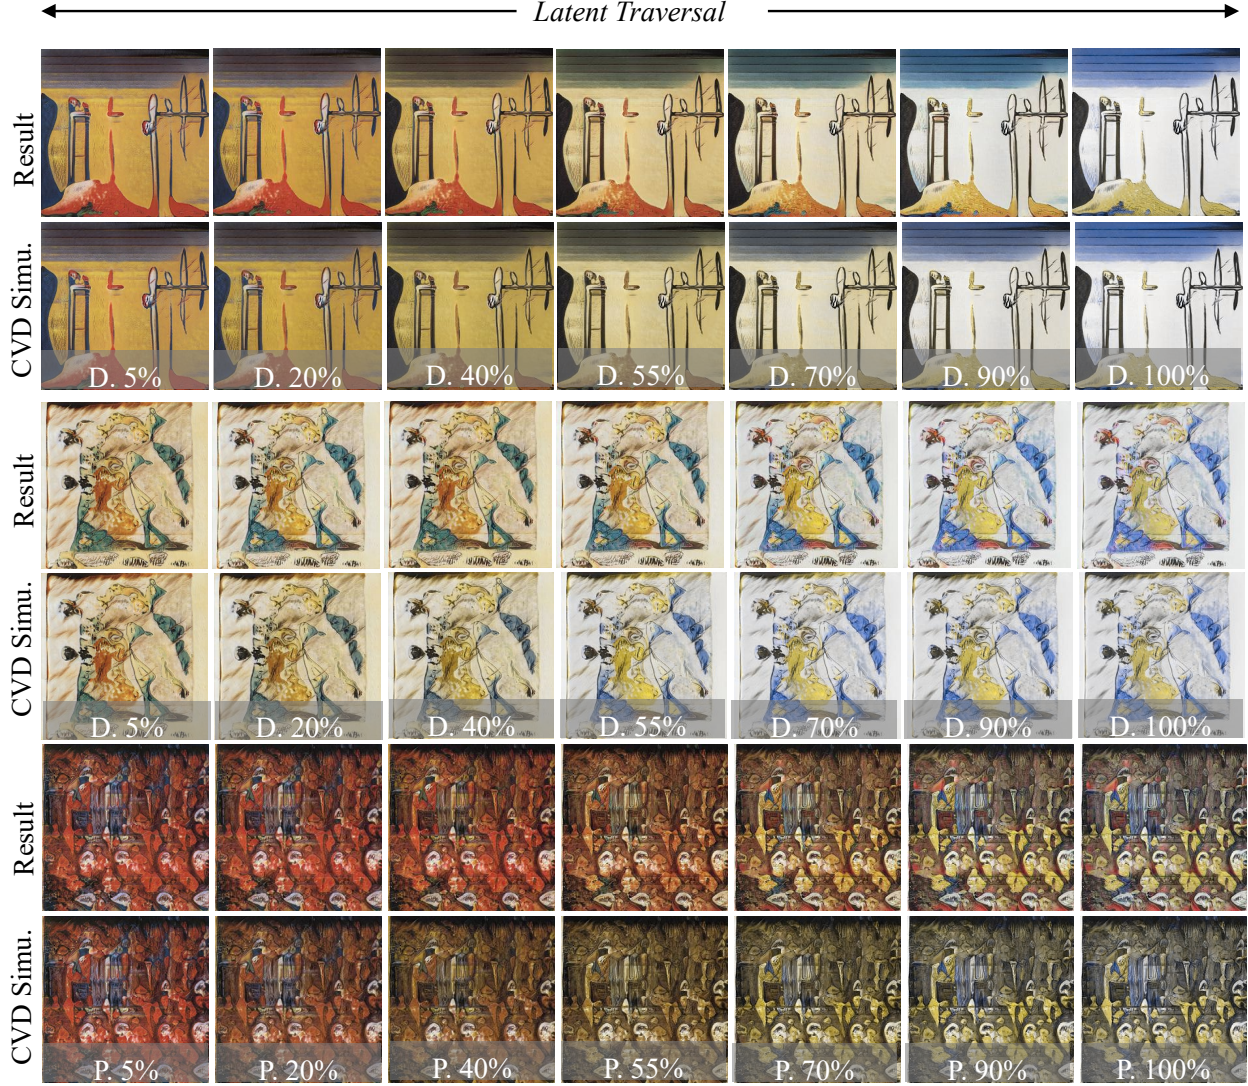 Latent Traversal
Result
CVD Simu.
D. 5% D. 20% D. 40% D. 55% D. 70% D. 90% D. 100%
Result
CVD Simu.
D. 5% D. 20% D. 40% D. 55% D. 70% D. 90% D. 100%
Result
CVD Simu.
P. 5% P. 20% P. 40% P. 55% P. 70% P. 90% P. 100%